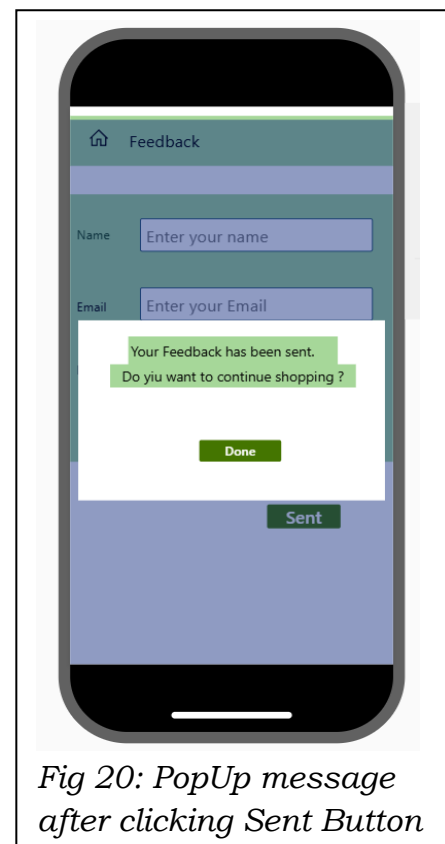 Feedback
Name Enter your name
Email Enter your Email
Your Feedback has been sent.
Do yiu want to continue shopping ?
Done
Sent
Fig 20: PopUp message
after clicking Sent Button